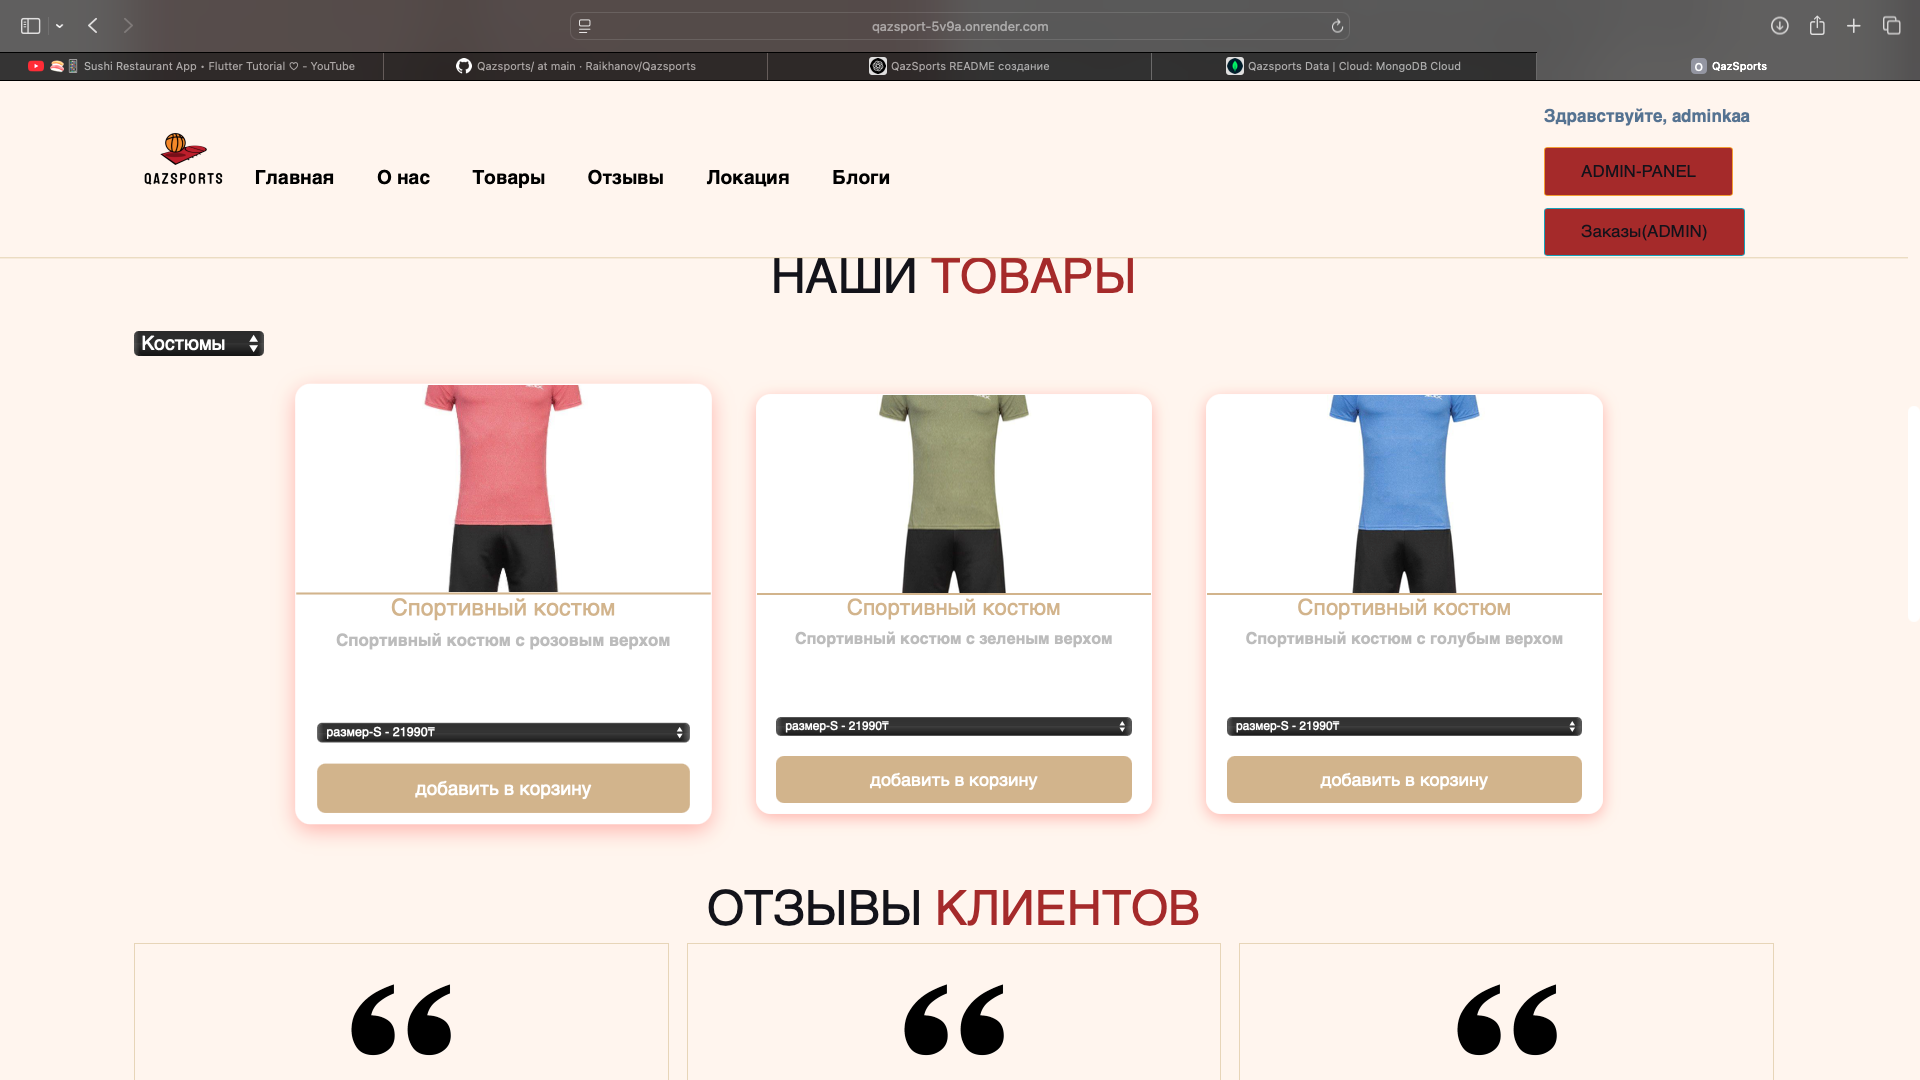 qazsport-5v9a.onrender.com
Sushi Restaurant App • Flutter Tutorial ♡ - YouTube
Qazsports/ at main · Raikhanov/Qazsports
QazSports README создание
Qazsports Data | Cloud: MongoDB Cloud
QazSports
Здравствуйте, adminkaa
QAZSPORTS
Главная
О нас
Товары
Отзывы
Локация
Блоги
ADMIN-PANEL
Заказы(ADMIN)
НАШИ ТОВАРЫ
Костюмы
Спортивный костюм
Спортивный костюм с розовым верхом
размер-S - 21990₸
добавить в корзину
Спортивный костюм
Спортивный костюм с зеленым верхом
размер-S - 21990₸
добавить в корзину
Спортивный костюм
Спортивный костюм с голубым верхом
размер-S - 21990₸
добавить в корзину
ОТЗЫВЫ КЛИЕНТОВ